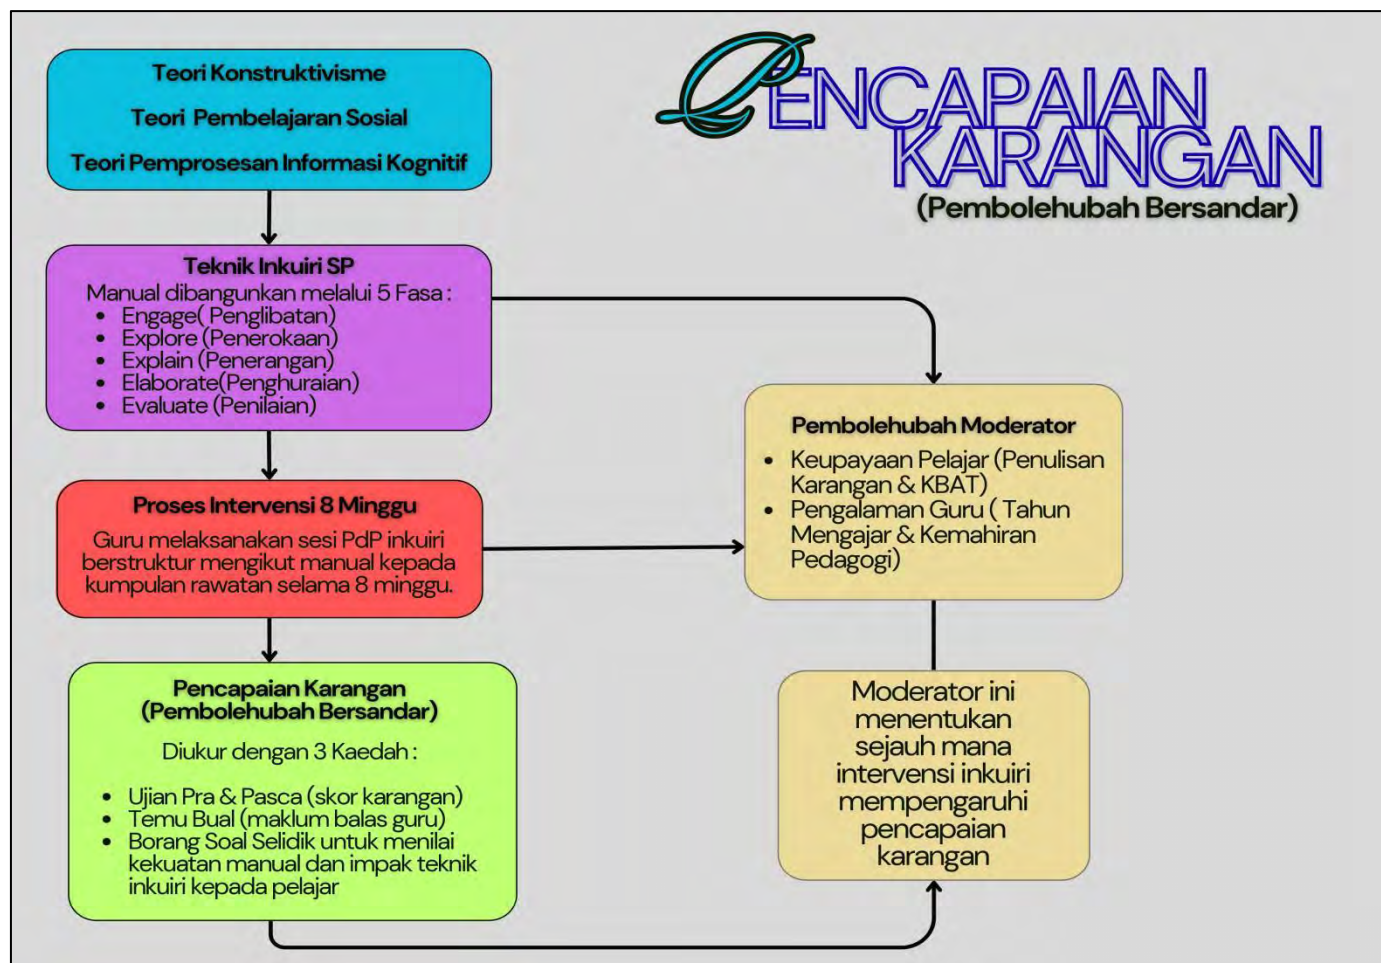 PENCAPAIAN
KARANGAN
(Pembolehubah Bersandar)
Teori Konstruktivisme
Teori Pembelajaran Sosial
Teori Pemprosesan Informasi Kognitif
Teknik Inkuiri SP
Manual dibangunkan melalui 5 Fasa :
• Engage( Penglibatan)
• Explore (Penerokaan)
• Explain (Penerangan)
• Elaborate(Penghuraian)
• Evaluate (Penilaian)
Proses Intervensi 8 Minggu
Guru melaksanakan sesi PdP inkuiri
berstruktur mengikut manual kepada
kumpulan rawatan selama 8 minggu.
Pencapaian Karangan
(Pembolehubah Bersandar)
Diukur dengan 3 Kaedah :
• Ujian Pra & Pasca (skor karangan)
• Temu Bual (maklum balas guru)
• Borang Soal Selidik untuk menilai
kekuatan manual dan impak teknik
inkuiri kepada pelajar
Pembolehubah Moderator
• Keupayaan Pelajar (Penulisan
Karangan & KBAT)
• Pengalaman Guru ( Tahun
Mengajar & Kemahiran
Pedagogi)
Moderator ini
menentukan
sejauh mana
intervensi inkuiri
mempengaruhi
pencapaian
karangan